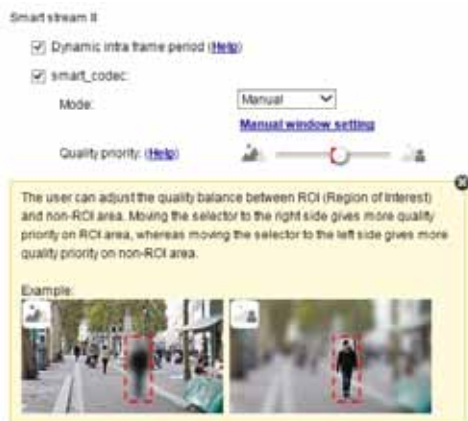 Smart stream II
Dynamic intra frame period (Help)
smart_codec:
Mode: Manual
Manual window setting
Quality priority: (Help)
The user can adjust the quality balance between ROI (Region of Interest)
and non-ROI area. Moving the selector to the right side gives more quality
priority on ROI area, whereas moving the selector to the left side gives more
quality priority on non-ROI area.
Example: